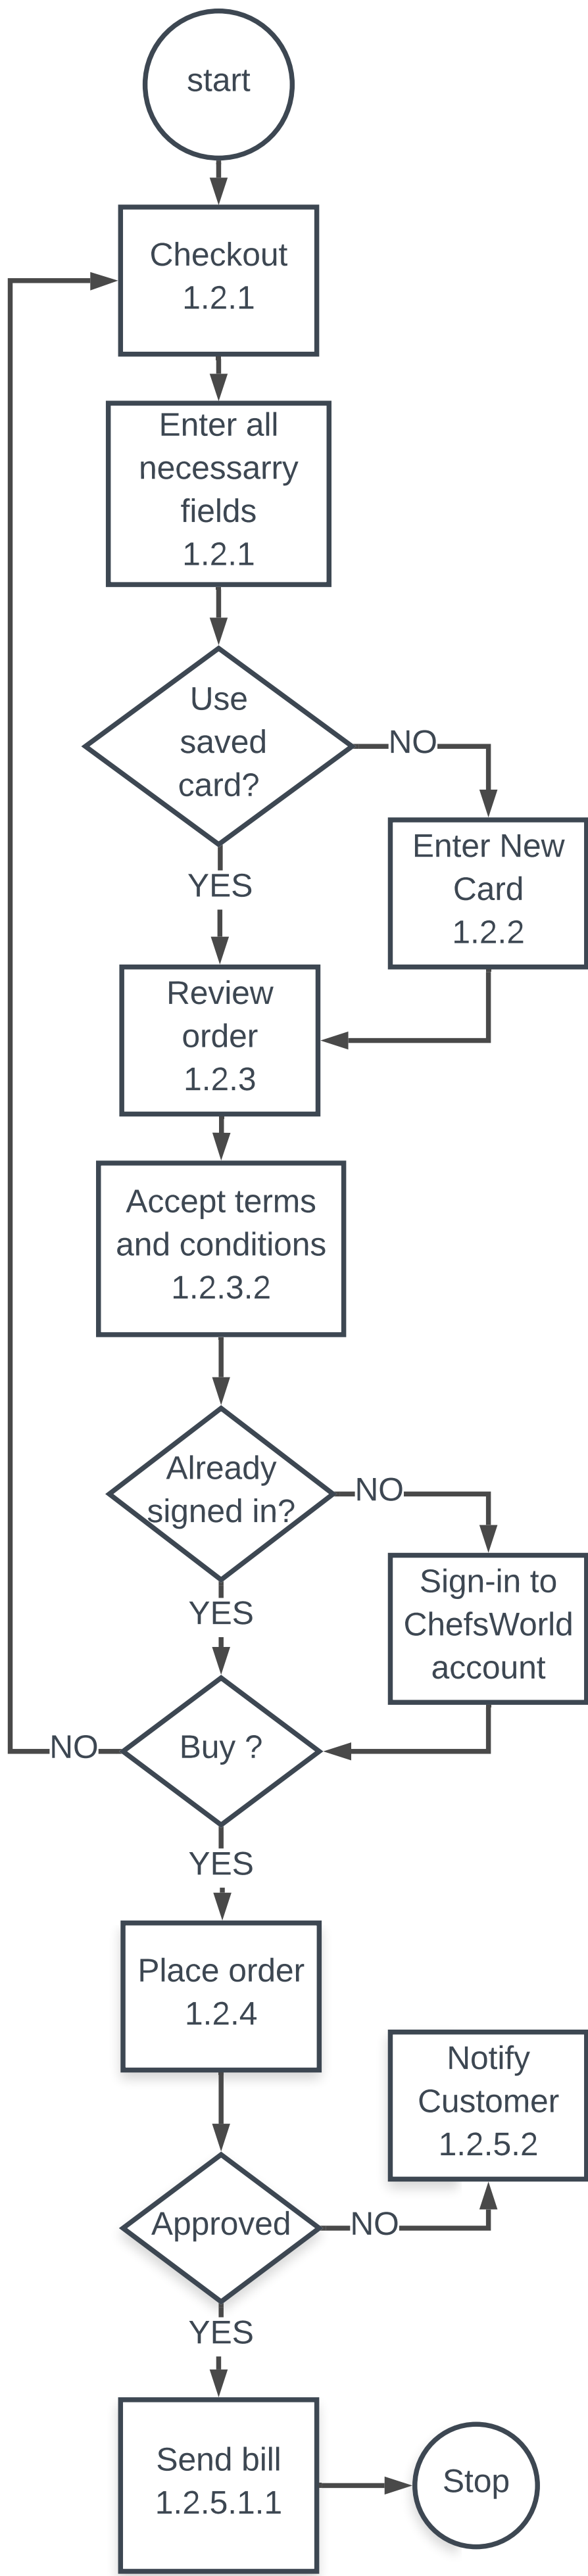 start
Checkout
1.2.1
Enter all
necessarry
fields
1.2.1
Use
saved
card?
NO
Enter New
Card
1.2.2
YES
Review
order
1.2.3
Accept terms
and conditions
1.2.3.2
Already
signed in?
NO
Sign-in to
ChefsWorld
account
YES
Buy ?
NO
YES
Place order
1.2.4
Notify
Customer
1.2.5.2
Approved
NO
YES
Send bill
1.2.5.1.1
Stop